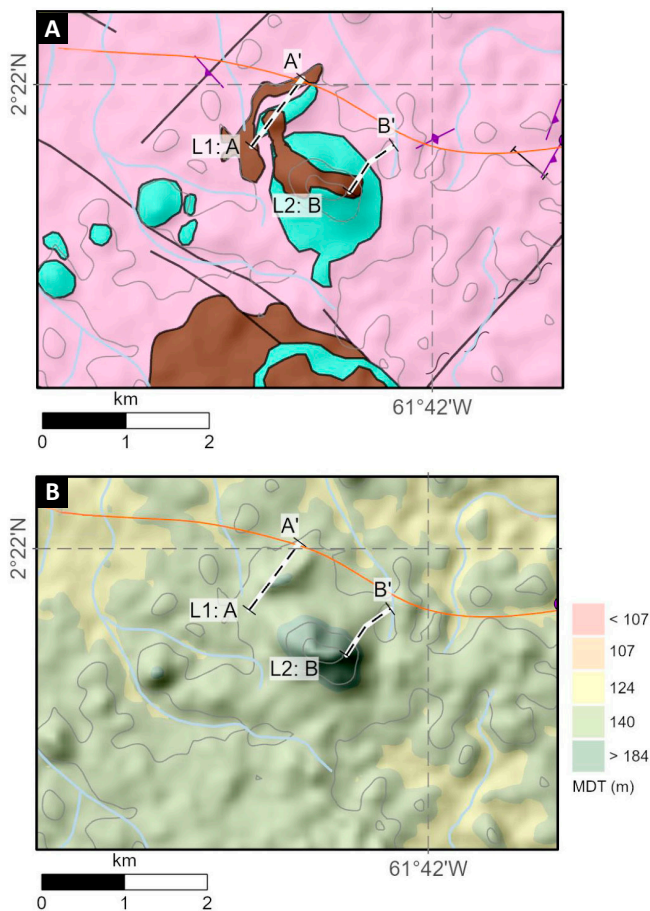 A
2°22'N
A'
B'
L1: A
L2: B
61°42'W
km
0 1 2
B
2°22'N
A'
B'
L1: A
L2: B
< 107
107
124
140
> 184
MDT (m)
61°42'W
km
0 1 2